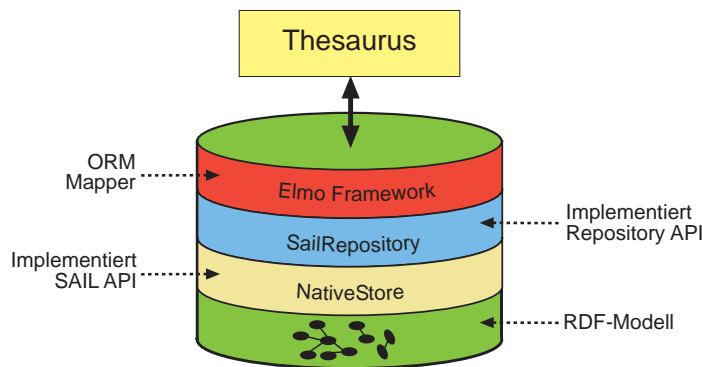 Thesaurus
ORM
Mapper
Elmo Framework
Implementiert
Repository API
SailRepository
Implementiert
SAIL API
NativeStore
RDF-Modell